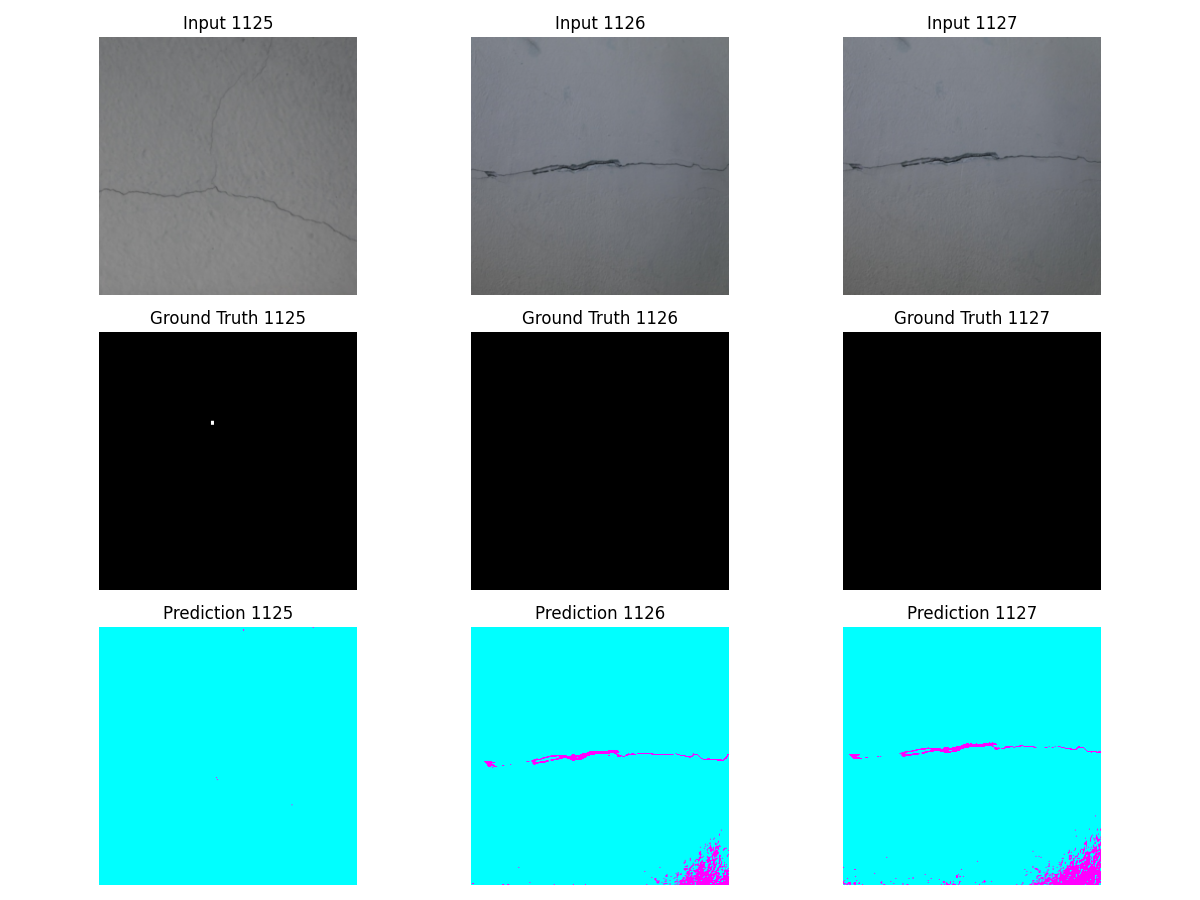 Input 1125
Input 1126
Input 1127
Ground Truth 1125
Ground Truth 1126
Ground Truth 1127
Prediction 1125
Prediction 1126
Prediction 1127